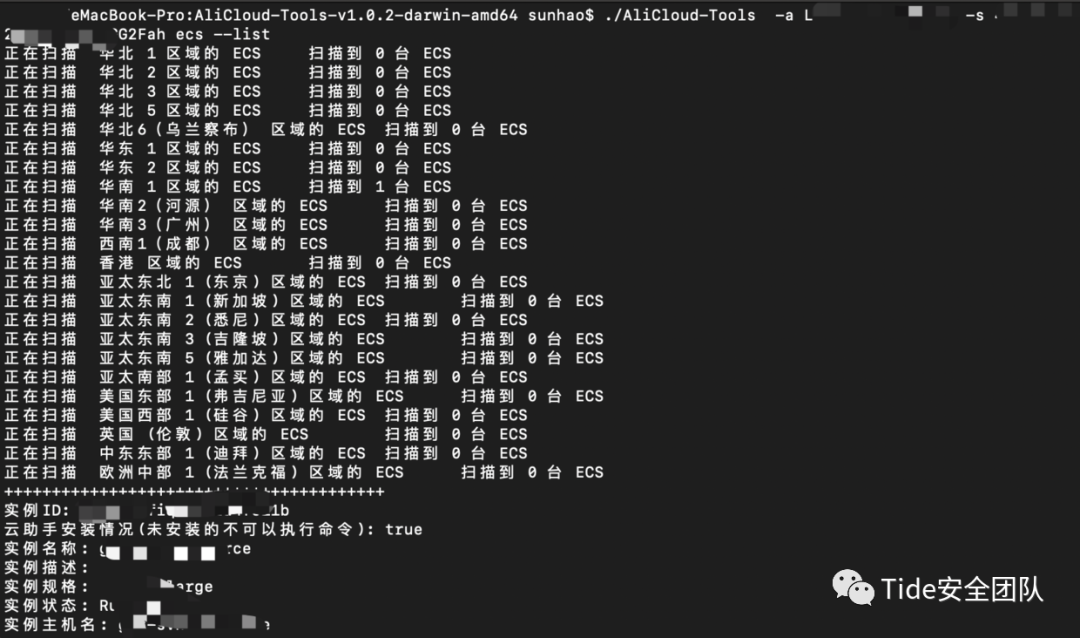 eMacBook-Pro:AliCloud-Tools-v1.0.2-darwin-amd64 sunhao$ ./AliCloud-Tools -a L -s
G2Fah ecs --list
正在扫描 华北 1 区域的 ECS 扫描到 0 台 ECS
正在扫描 华北 2 区域的 ECS 扫描到 0 台 ECS
正在扫描 华北 3 区域的 ECS 扫描到 0 台 ECS
正在扫描 华北 5 区域的 ECS 扫描到 0 台 ECS
正在扫描 华北6(乌兰察布) 区域的 ECS 扫描到 0 台 ECS
正在扫描 华东 1 区域的 ECS 扫描到 0 台 ECS
正在扫描 华东 2 区域的 ECS 扫描到 0 台 ECS
正在扫描 华南 1 区域的 ECS 扫描到 1 台 ECS
正在扫描 华南2(河源) 区域的 ECS 扫描到 0 台 ECS
正在扫描 华南3(广州) 区域的 ECS 扫描到 0 台 ECS
正在扫描 西南1(成都) 区域的 ECS 扫描到 0 台 ECS
正在扫描 香港 区域的 ECS 扫描到 0 台 ECS
正在扫描 亚太东北 1 (东京)区域的 ECS 扫描到 0 台 ECS
正在扫描 亚太东南 1 (新加坡)区域的 ECS 扫描到 0 台 ECS
正在扫描 亚太东南 2 (悉尼)区域的 ECS 扫描到 0 台 ECS
正在扫描 亚太东南 3 (吉隆坡)区域的 ECS 扫描到 0 台 ECS
正在扫描 亚太东南 5 (雅加达)区域的 ECS 扫描到 0 台 ECS
正在扫描 亚太南部 1 (孟买)区域的 ECS 扫描到 0 台 ECS
正在扫描 美国东部 1 (弗吉尼亚)区域的 ECS 扫描到 0 台 ECS
正在扫描 美国西部 1 (硅谷)区域的 ECS 扫描到 0 台 ECS
正在扫描 英国 (伦敦)区域的 ECS 扫描到 0 台 ECS
正在扫描 中东东部 1 (迪拜)区域的 ECS 扫描到 0 台 ECS
正在扫描 欧洲中部 1 (法兰克福)区域的 ECS 扫描到 0 台 ECS
++++++++++++++++++++++++++++++++++++++++
实例ID:
云助手安装情况(未安装的不可以执行命令): true
实例名称: rce
实例描述:
实例规格: arge
实例状态: Ru
实例主机名:
Tide安全团队